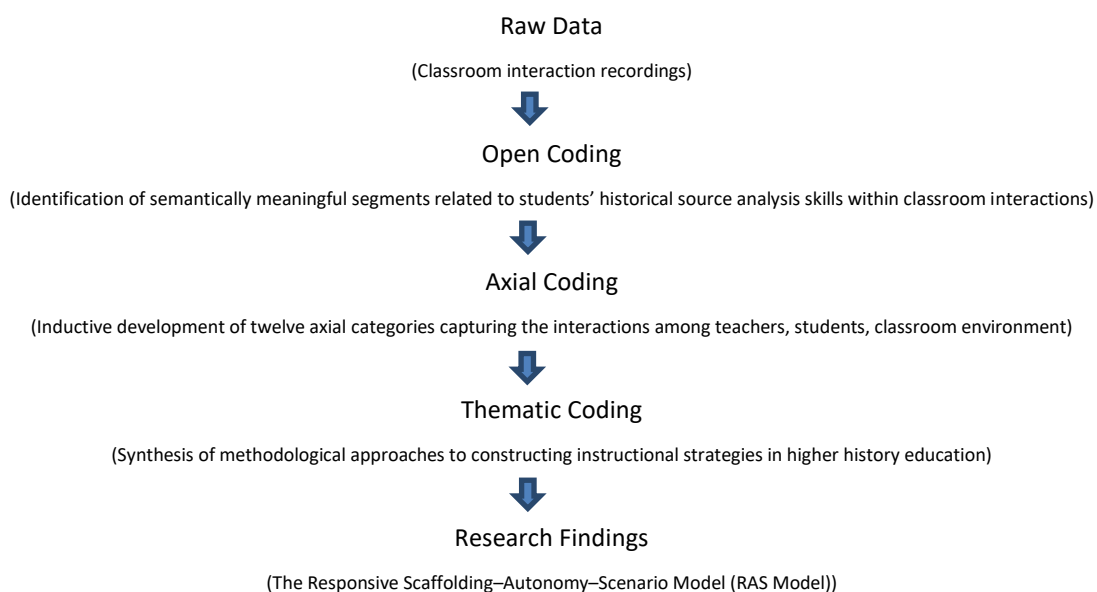 Raw Data
(Classroom interaction recordings)
Open Coding
(Identification of semantically meaningful segments related to students’ historical source analysis skills within classroom interactions)
Axial Coding
(Inductive development of twelve axial categories capturing the interactions among teachers, students, classroom environment)
Thematic Coding
(Synthesis of methodological approaches to constructing instructional strategies in higher history education)
Research Findings
(The Responsive Scaffolding–Autonomy–Scenario Model (RAS Model))